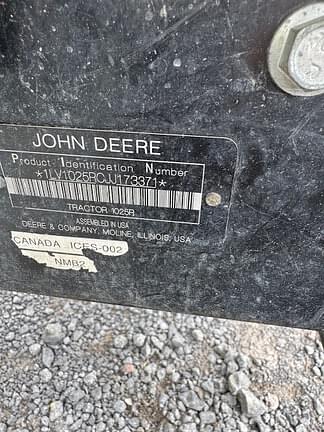 JOHN DEERE
Product Identification Number
*1LV1025RCJJ173371*
TRACTOR 1025R
ASSEMBLED IN USA
DEERE & COMPANY, MOLINE, ILLINOIS, USA
CANADA ICES-002
NMB2